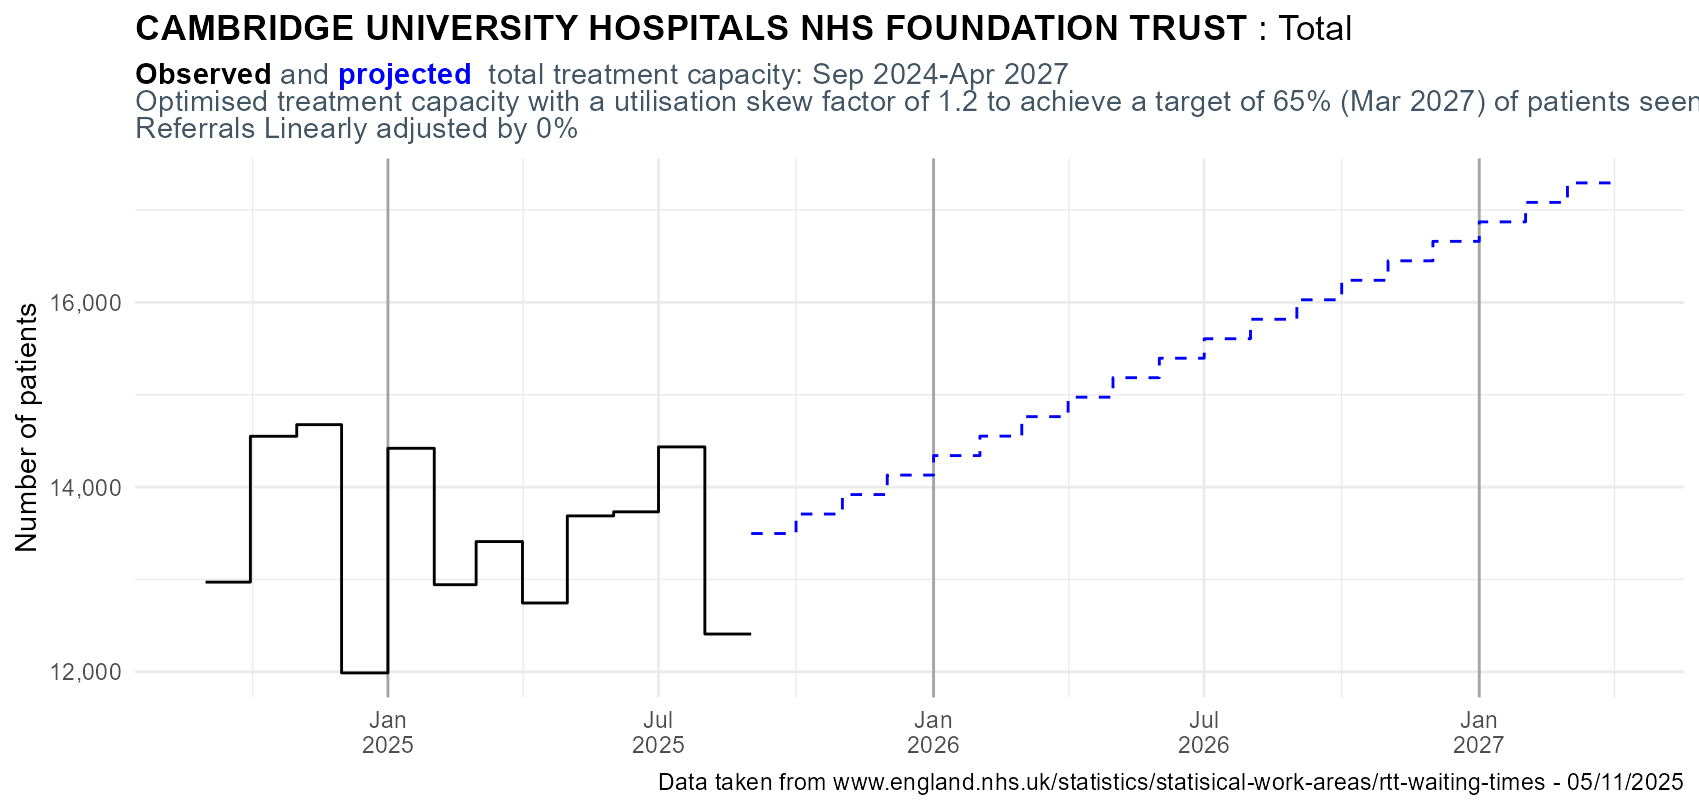 CAMBRIDGE UNIVERSITY HOSPITALS NHS FOUNDATION TRUST : Total
Observed and projected total treatment capacity: Sep 2024-Apr 2027
Optimised treatment capacity with a utilisation skew factor of 1.2 to achieve a target of 65% (Mar 2027) of patients seen
Referrals Linearly adjusted by 0%
Number of patients
16,000
14,000
12,000
Jan
2025
Jul
2025
Jan
2026
Jul
2026
Jan
2027
Data taken from www.england.nhs.uk/statistics/statisical-work-areas/rtt-waiting-times - 05/11/2025